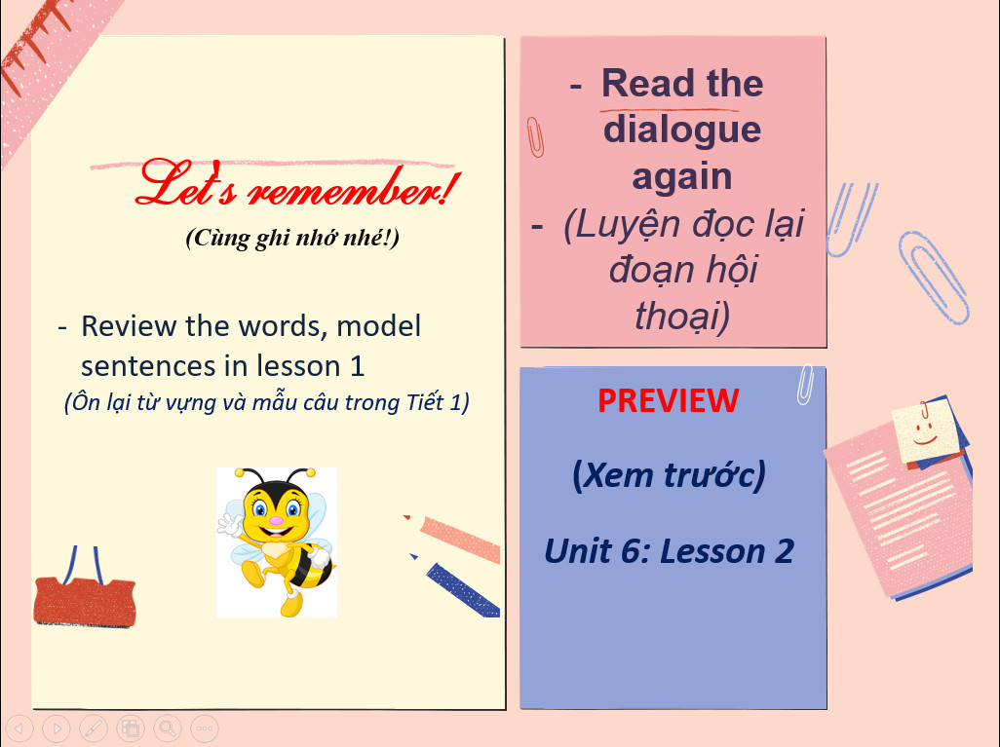 Let's remember!
(Cùng ghi nhớ nhé!)
- Review the words, model
sentences in lesson 1
(Ôn lại từ vựng và mẫu câu trong Tiết 1)
- Read the
dialogue
again
- (Luyện đọc lại
đoạn hội
thoại)
PREVIEW
(Xem trước)
Unit 6: Lesson 2